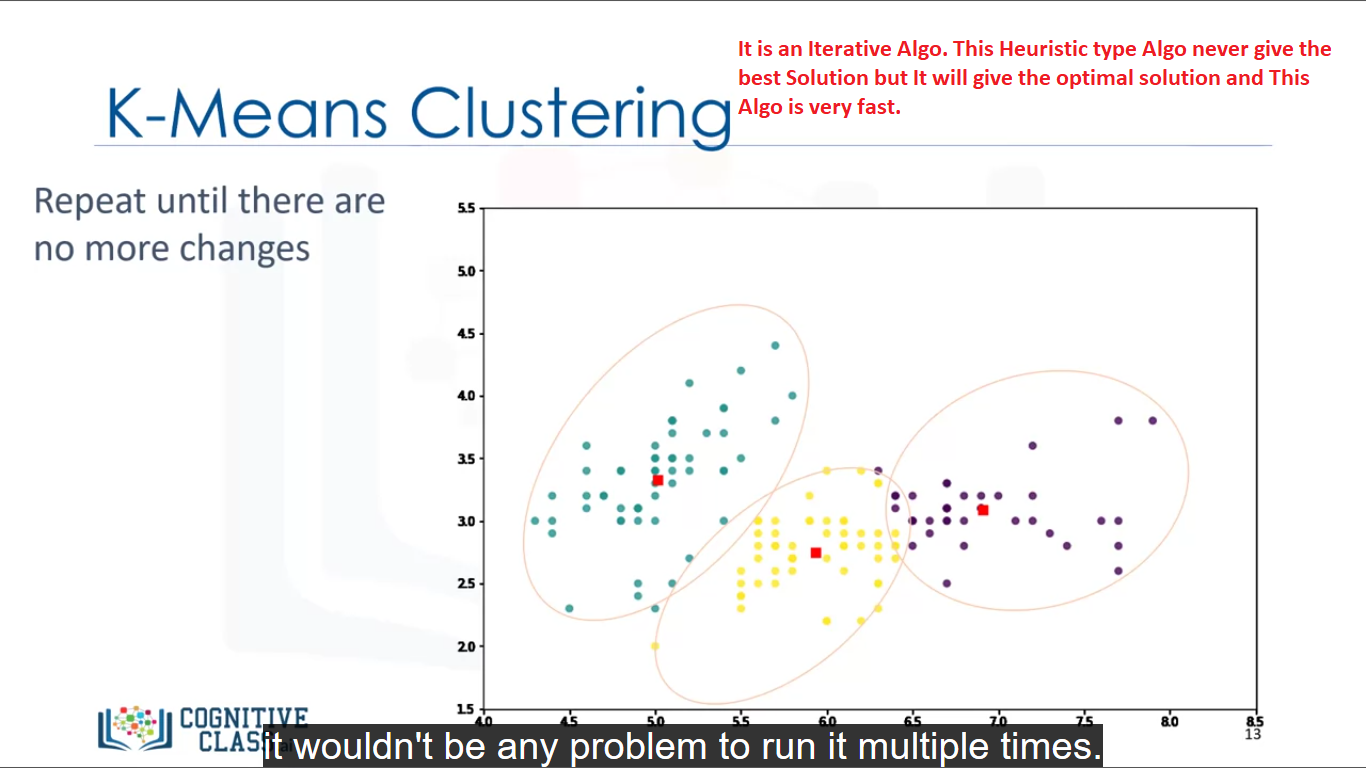 It is an Iterative Algo. This Heuristic type Algo never give the
best Solution but It will give the optimal solution and This
Algo is very fast.
K-Means Clustering
Repeat until there are
no more changes
5.5
5.0
4.5
4.0
3.5
3.0
2.5
2.0
1.5
4.0 4.5 5.0 5.5 6.0 6.5 7.0 7.5 8.0 8.5
13
COGNITIVE
CLASS
it wouldn't be any problem to run it multiple times.